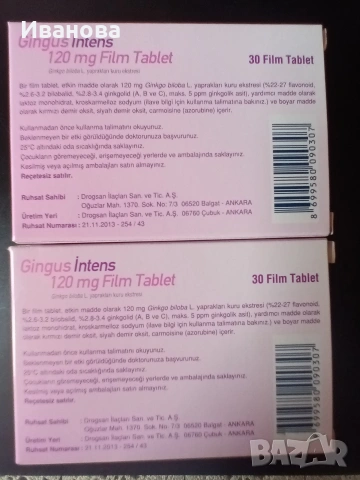 Иванова
Gingus İntens
120 mg Film Tablet
30 Film Tablet
Ginkgo biloba L. yaprakları kuru ekstresi
Bir film tablet, etkin madde olarak 120 mg Ginkgo biloba L. yaprakları kuru ekstresi (%22-27 flavonoid,
%2.6-3.2 bilobalid, %2.8-3.4 ginkgolid (A, B ve C), maks. 5 ppm ginkgolik asit), yardımcı madde olarak
laktoz monohidrat, kroskarmelloz sodyum (ilave bilgi için kullanma talimatına bakınız) ve boyar madde
olarak kırmızı demir oksit, siyah demir oksit, carmosine (azorubine) içerir.
Kullanmadan önce kullanma talimatını okuyunuz.
Beklenmeyen bir etki görüldüğünde doktorunuza başvurunuz.
25°C altındaki oda sıcaklığında saklayınız.
Çocukların göremeyeceği, erişemeyeceği yerlerde ve ambalajında saklayınız.
Kesilmiş veya açılmış ambalajları satın almayınız.
Reçetesiz satılır.
Ruhsat Sahibi : Drogsan İlaçları San. ve Tic. A.Ş.
Oğuzlar Mah. 1370. Sok. No: 7/3 06520 Balgat - ANKARA
Üretim Yeri : Drogsan İlaçları San. ve Tic. A.Ş. 06760 Çubuk - ANKARA
Ruhsat Numarası : 21.11.2013 - 254 / 43
8 699580 090307
Gingus İntens
120 mg Film Tablet
30 Film Tablet
Ginkgo biloba L. yaprakları kuru ekstresi
Bir film tablet, etkin madde olarak 120 mg Ginkgo biloba L. yaprakları kuru ekstresi (%22-27 flavonoid,
%2.6-3.2 bilobalid, %2.8-3.4 ginkgolid (A, B ve C), maks. 5 ppm ginkgolik asit), yardımcı madde olarak
laktoz monohidrat, kroskarmelloz sodyum (ilave bilgi için kullanma talimatına bakınız) ve boyar madde
olarak kırmızı demir oksit, siyah demir oksit, carmosine (azorubine) içerir.
Kullanmadan önce kullanma talimatını okuyunuz.
Beklenmeyen bir etki görüldüğünde doktorunuza başvurunuz.
25°C altındaki oda sıcaklığında saklayınız.
Çocukların göremeyeceği, erişemeyeceği yerlerde ve ambalajında saklayınız.
Kesilmiş veya açılmış ambalajları satın almayınız.
Reçetesiz satılır.
Ruhsat Sahibi : Drogsan İlaçları San. ve Tic. A.Ş.
Oğuzlar Mah. 1370. Sok. No: 7/3 06520 Balgat - ANKARA
Üretim Yeri : Drogsan İlaçları San. ve Tic. A.Ş. 06760 Çubuk - ANKARA
Ruhsat Numarası : 21.11.2013 - 254 / 43
8 699580 090307
BAZAR